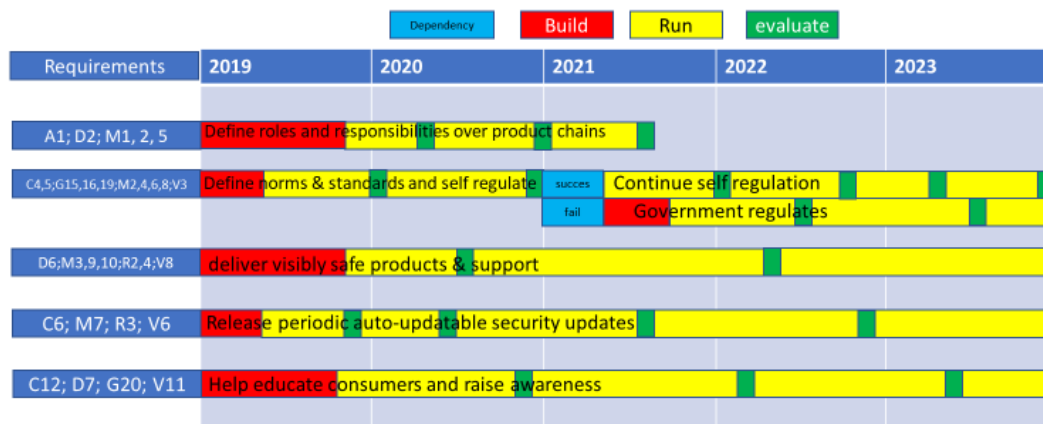 Dependency Build Run evaluate
Requirements 2019 2020 2021 2022 2023
A1; D2; M1, 2, 5 Define roles and responsibilities over product chains
C4,5;G15,16,19;M2,4,6,8;V3 Define norms & standards and self regulate succes Continue self regulation
fail Government regulates
D6;M3,9,10;R2,4;V8 deliver visibly safe products & support
C6; M7; R3; V6 Release periodic auto-updatable security updates
C12; D7; G20; V11 Help educate consumers and raise awareness